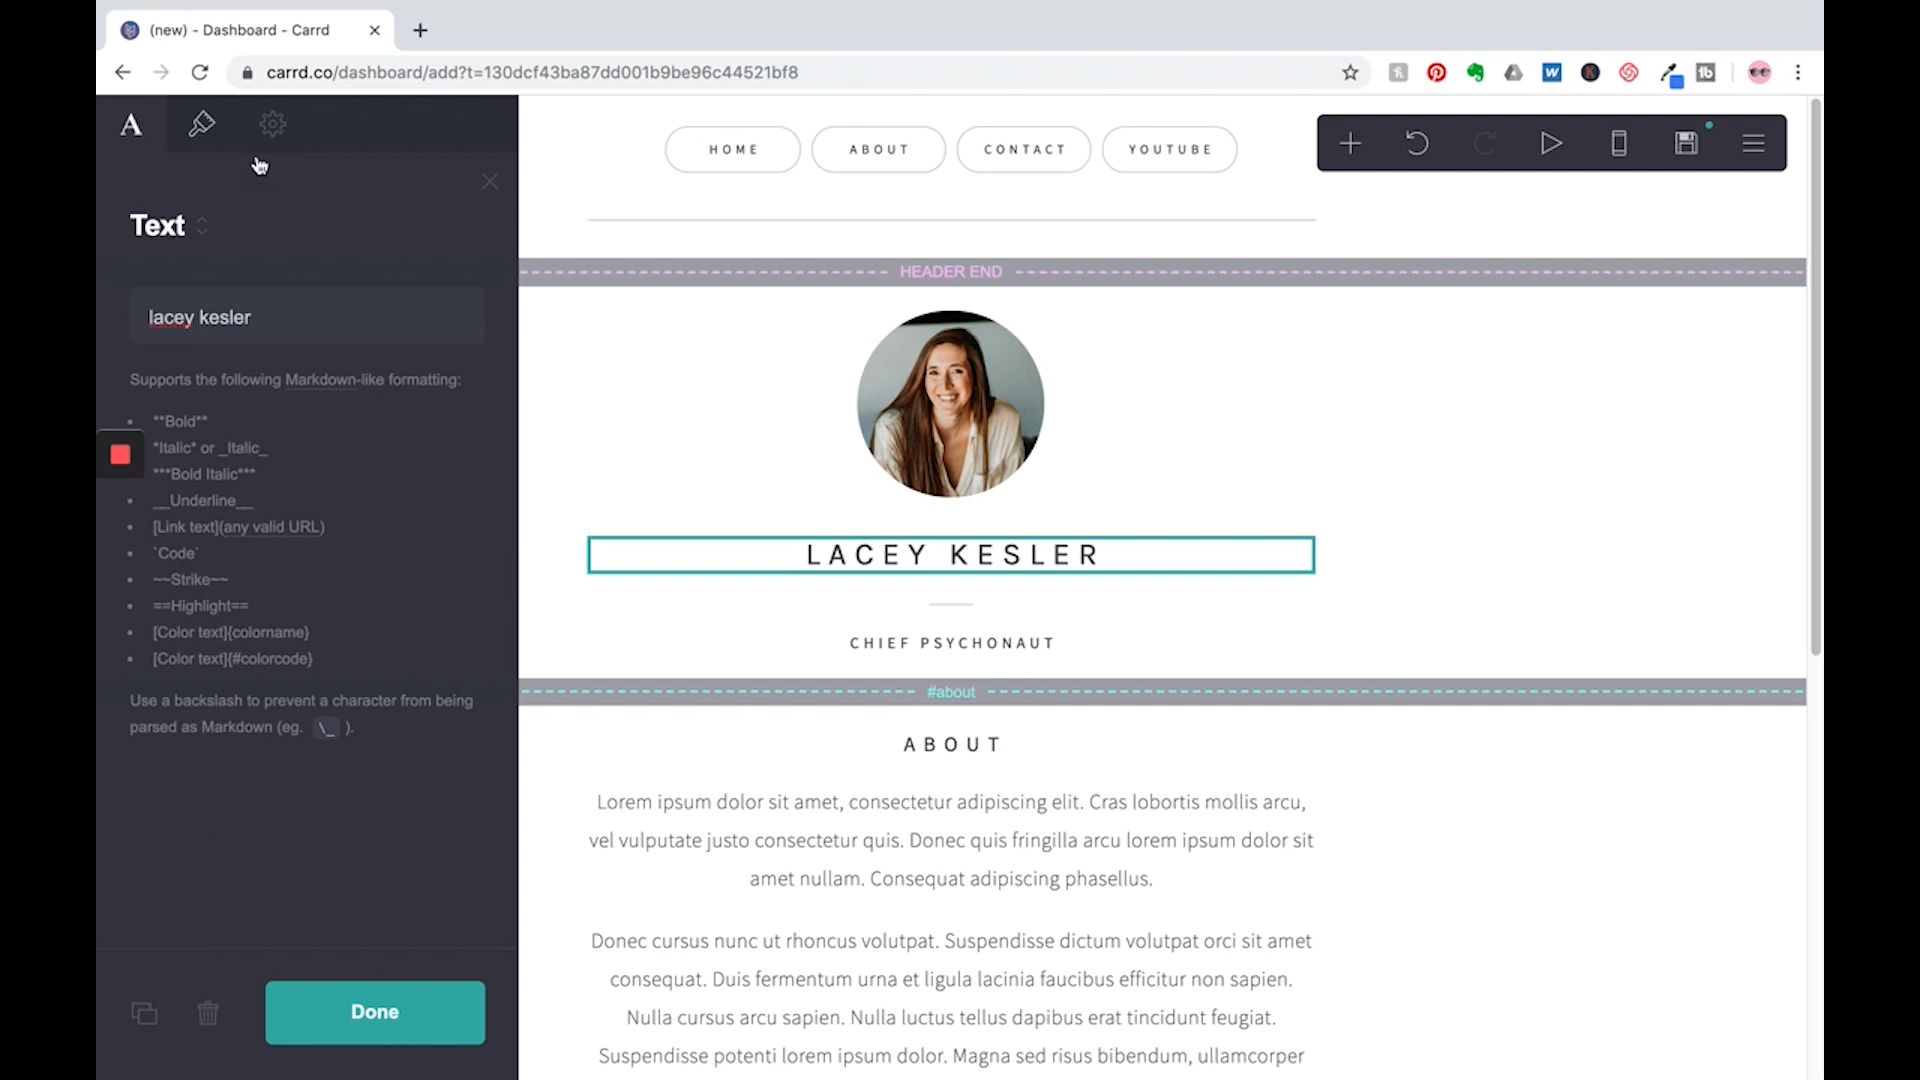 (new) - Dashboard - Carrd
carrd.co/dashboard/add?t=130dcf43ba87dd001b9be96c44521bf8
A
Text
lacey kesler
Supports the following Markdown-like formatting:
**Bold**
*Italic* or _Italic_
***Bold Italic***
__Underline__
[Link text](any valid URL)
`Code`
~~Strike~~
==Highlight==
[Color text]{colorname}
[Color text]{#colorcode}
Use a backslash to prevent a character from being
parsed as Markdown (eg. \_ ).
Done
HOME ABOUT CONTACT YOUTUBE
HEADER END
LACEY KESLER
CHIEF PSYCHONAUT
#about
ABOUT
Lorem ipsum dolor sit amet, consectetur adipiscing elit. Cras lobortis mollis arcu,
vel vulputate justo consectetur quis. Donec quis fringilla arcu lorem ipsum dolor sit
amet nullam. Consequat adipiscing phasellus.
Donec cursus nunc ut rhoncus volutpat. Suspendisse dictum volutpat orci sit amet
consequat. Duis fermentum urna et ligula lacinia faucibus efficitur non sapien.
Nulla cursus arcu sapien. Nulla luctus tellus dapibus erat tincidunt feugiat.
Suspendisse potenti lorem ipsum dolor. Magna sed risus bibendum, ullamcorper